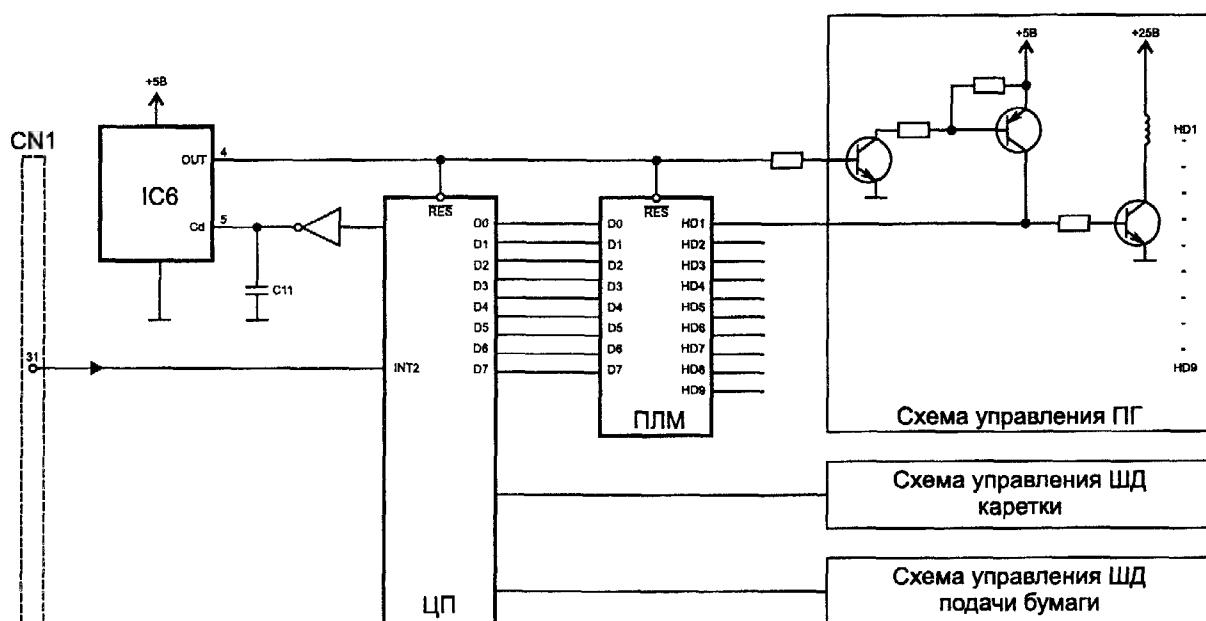 CN1
+5В
IC6
OUT
4
Cd
5
C11
31
RES
D0
D1
D2
D3
D4
D5
D6
D7
INT2
ЦП
RES
D0
D1
D2
D3
D4
D5
D6
D7
HD1
HD2
HD3
HD4
HD5
HD6
HD7
HD8
HD9
ПЛМ
+5В
+25В
HD1
HD9
Схема управления ПГ
Схема управления ШД
каретки
Схема управления ШД
подачи бумаги